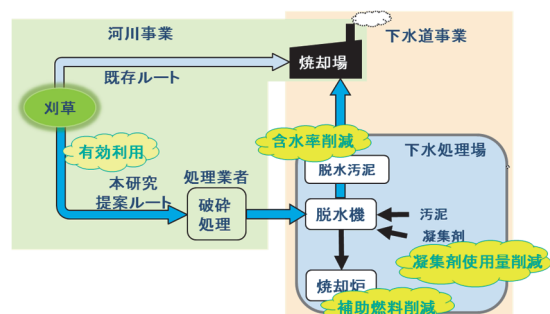 河川事業
下水道事業
焼却場
既存ルート
刈草
有効利用
含水率削減
下水処理場
本研究
提案ルート
処理業者
脱水汚泥
破砕
処理
脱水機
汚泥
凝集剤
凝集剤使用量削減
焼却炉
補助燃料削減